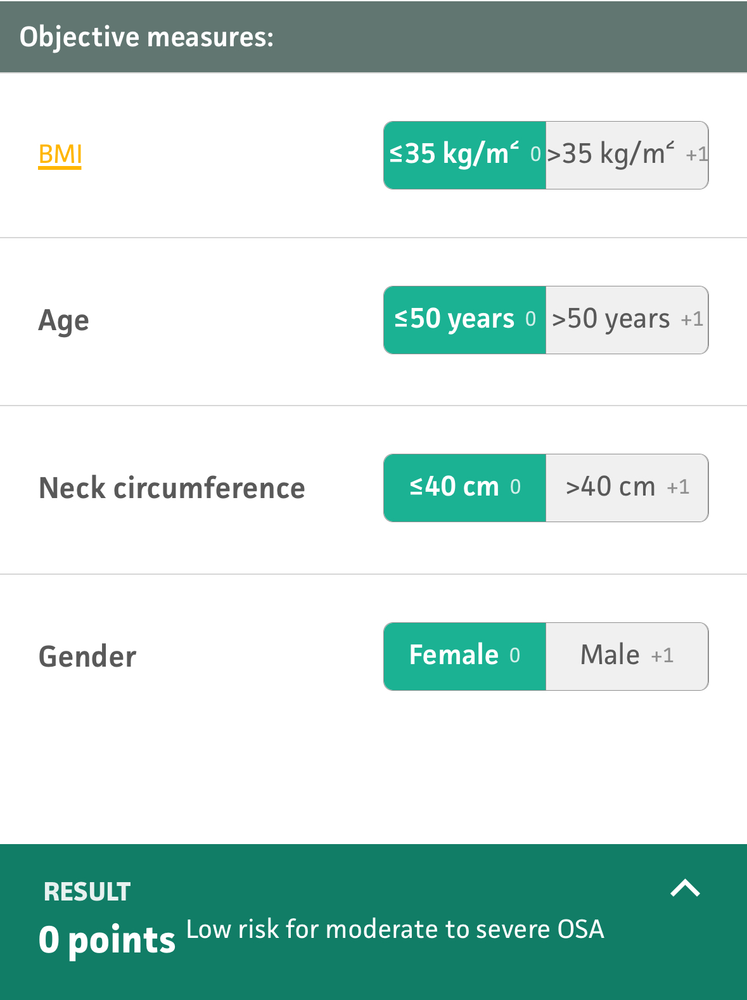 Objective measures:
BMI
≤35 kg/m² 0 >35 kg/m² +1
Age
≤50 years 0 >50 years +1
Neck circumference
≤40 cm 0 >40 cm +1
Gender
Female 0 Male +1
RESULT
0 points Low risk for moderate to severe OSA